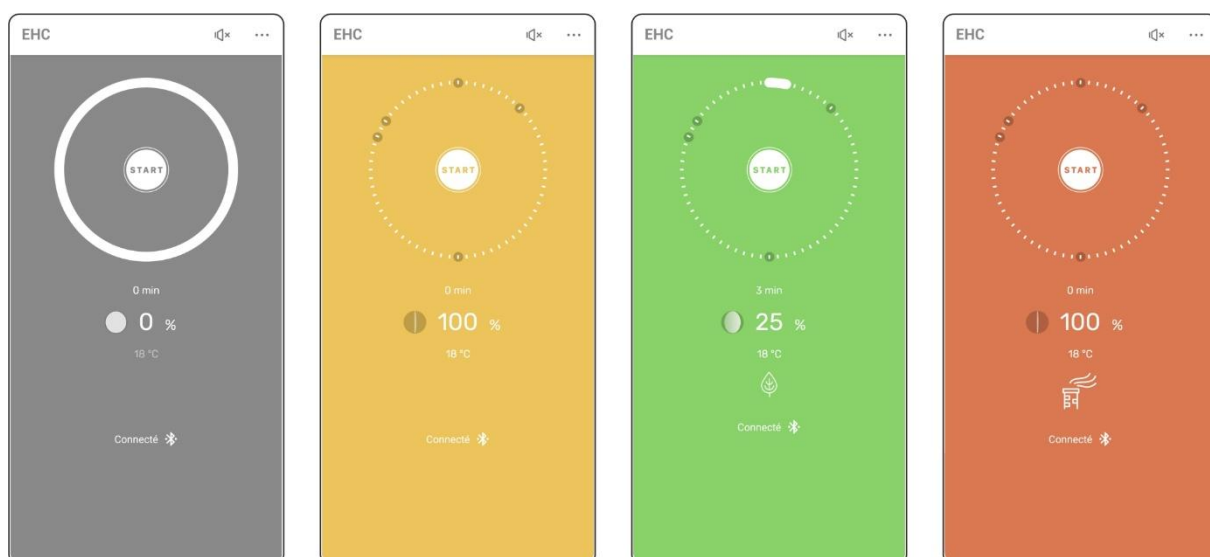 EHC
START
0 min
0 %
18 °C
Connecté
EHC
START
0 min
100 %
18 °C
Connecté
EHC
START
3 min
25 %
18 °C
Connecté
EHC
START
0 min
100 %
18 °C
Connecté